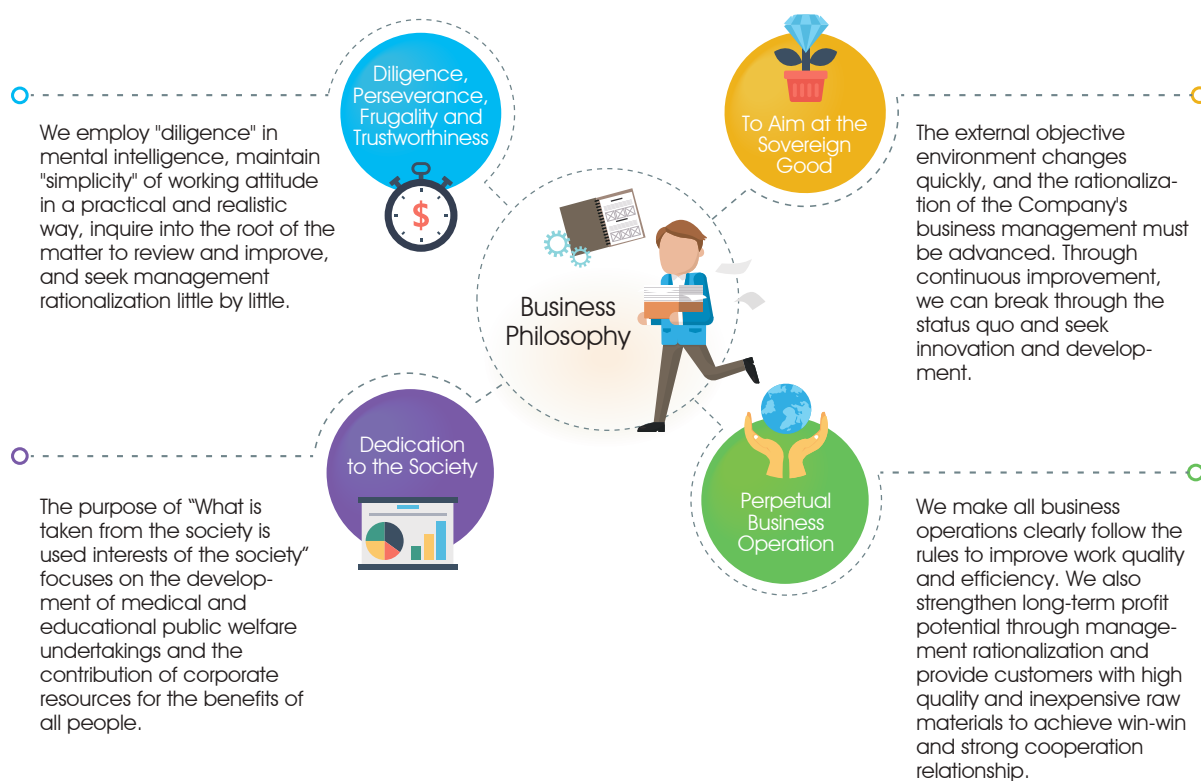 Diligence,
Perseverance,
Frugality and
Trustworthiness
$
We employ "diligence" in
mental intelligence, maintain
"simplicity" of working attitude
in a practical and realistic
way, inquire into the root of the
matter to review and improve,
and seek management
rationalization little by little.
To Aim at the
Sovereign
Good
The external objective
environment changes
quickly, and the rationaliza-
tion of the Company's
business management must
be advanced. Through
continuous improvement,
we can break through the
status quo and seek
innovation and develop-
ment.
Business
Philosophy
Dedication
to the Society
The purpose of “What is
taken from the society is
used interests of the society”
focuses on the develop-
ment of medical and
educational public welfare
undertakings and the
contribution of corporate
resources for the benefits of
all people.
Perpetual
Business
Operation
We make all business
operations clearly follow the
rules to improve work quality
and efficiency. We also
strengthen long-term profit
potential through manage-
ment rationalization and
provide customers with high
quality and inexpensive raw
materials to achieve win-win
and strong cooperation
relationship.